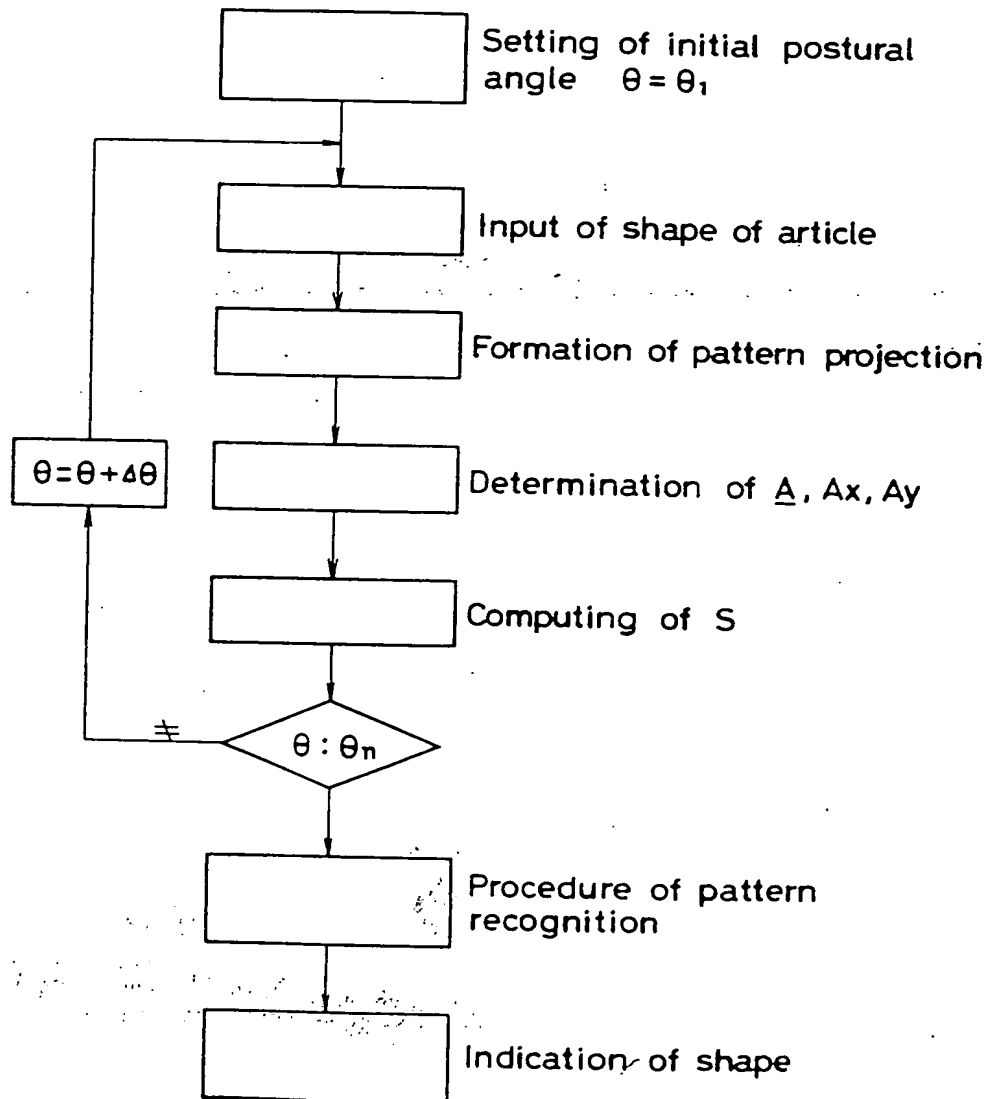 Setting of initial postural
angle θ = θ₁
Input of shape of article
Formation of pattern projection
θ=θ+Δθ
Determination of A, Ax, Ay
Computing of S
≠
θ : θn
Procedure of pattern
recognition
Indication of shape